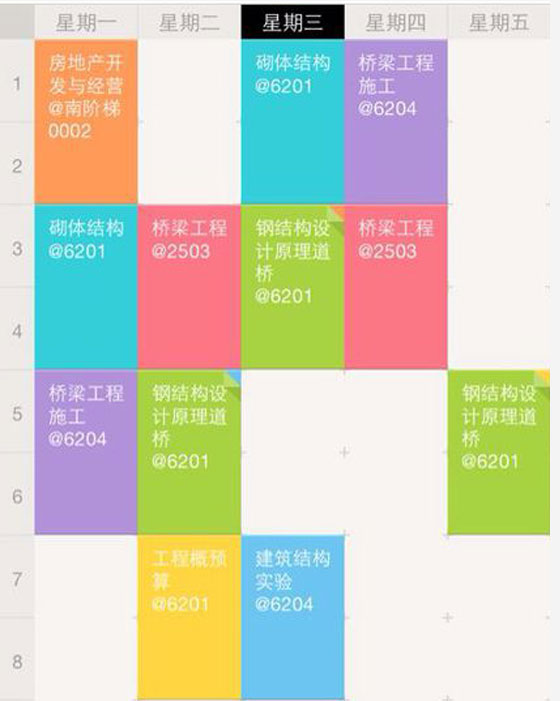 星期一
星期二
星期三
星期四
星期五
1
房地产开
发与经营
@南阶梯
0002
砌体结构
@6201
桥梁工程
施工
@6204
2
3
砌体结构
@6201
桥梁工程
@2503
钢结构设
计原理道
桥
@6201
桥梁工程
@2503
4
5
桥梁工程
施工
@6204
钢结构设
计原理道
桥
@6201
钢结构设
计原理道
桥
@6201
6
7
工程概预
算
@6201
建筑结构
实验
@6204
8